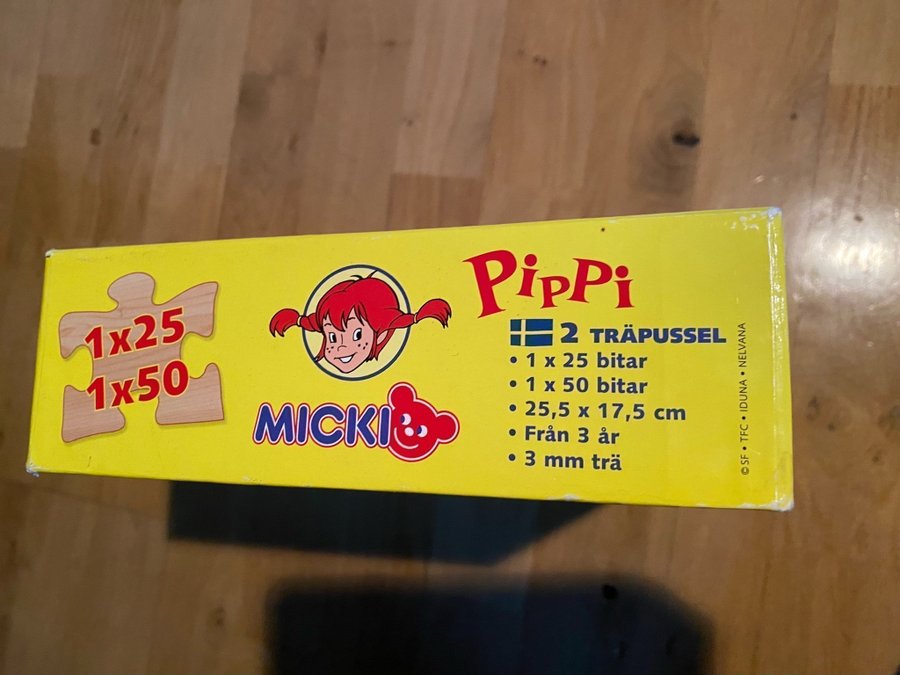 1x25
1x50
MICKI
PiPPi
2 TRÄPUSSEL
• 1 x 25 bitar
• 1 x 50 bitar
• 25,5 x 17,5 cm
• Från 3 år
• 3 mm trä
© SF • TFC • IDUNA • NELVANA